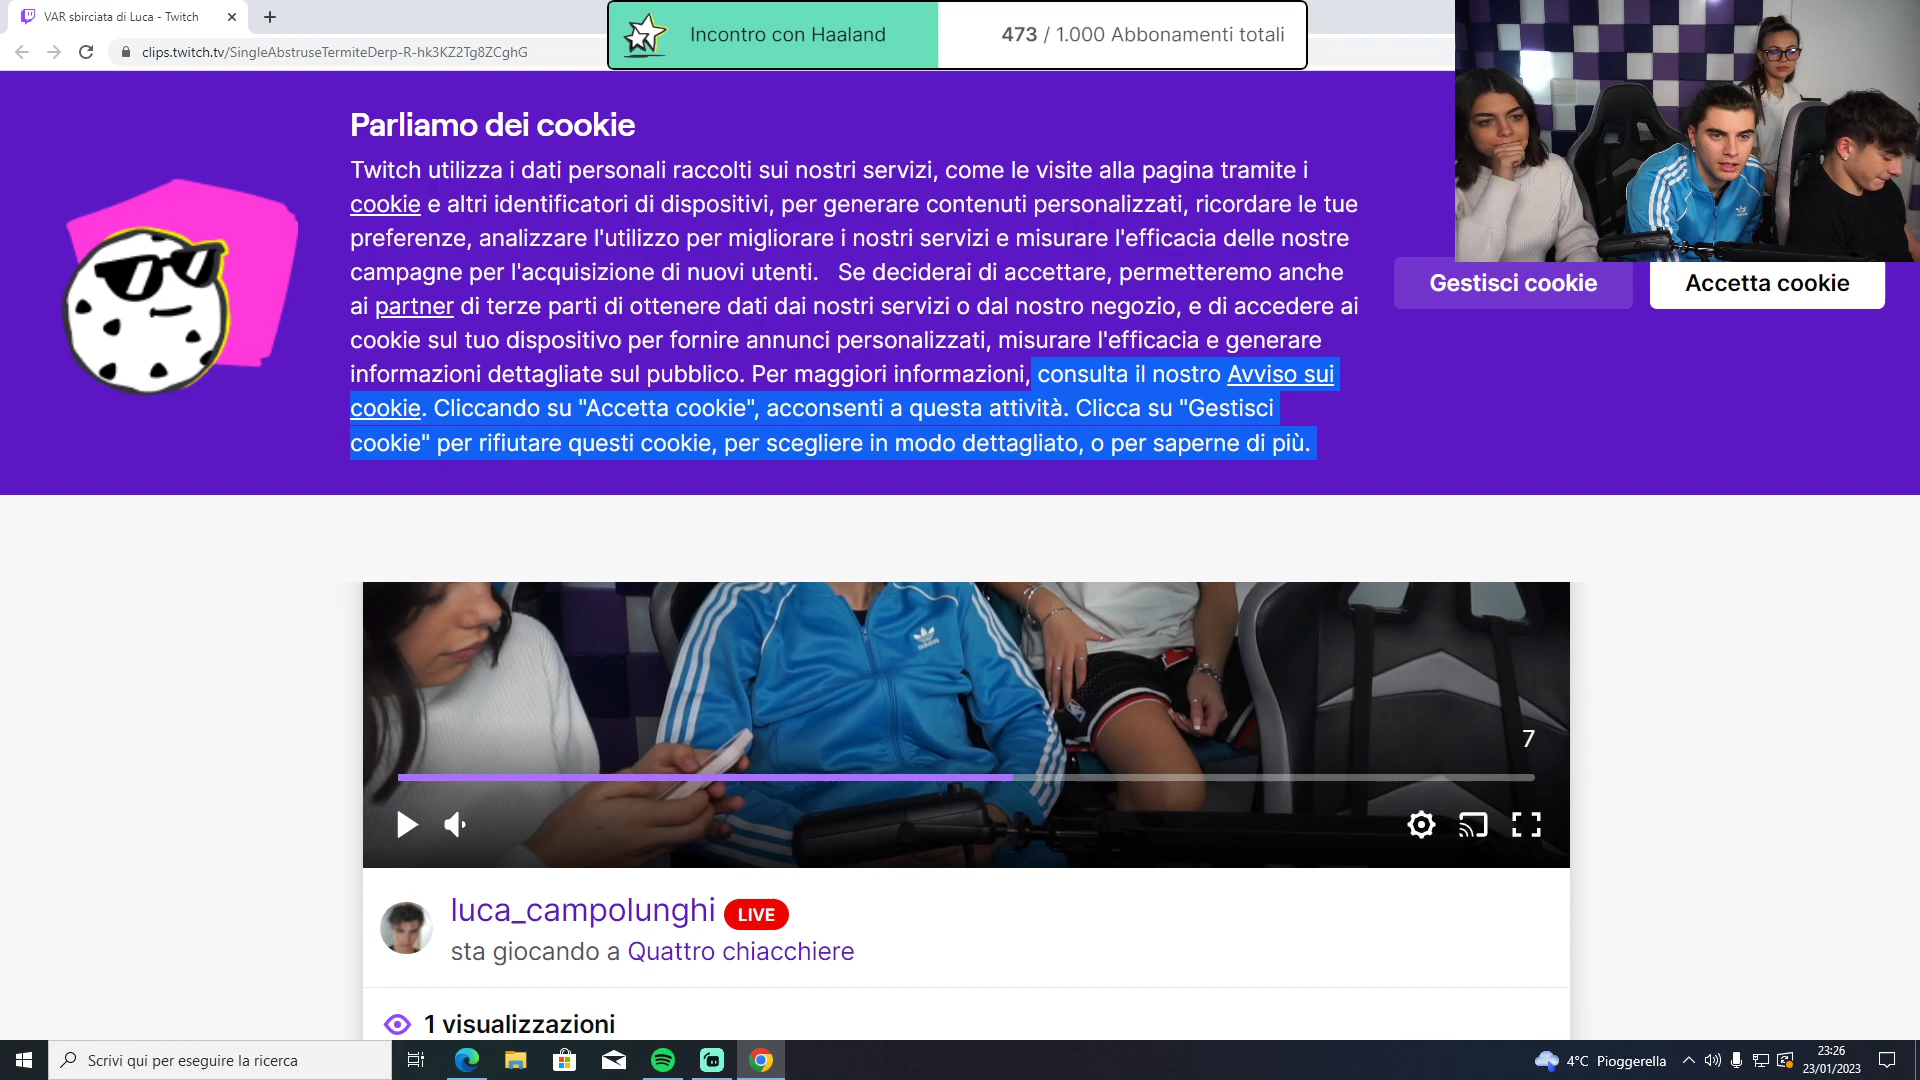 VAR sbirciata di Luca - Twitch
clips.twitch.tv/SingleAbstruseTermiteDerp-R-hk3KZ2Tg8ZCghG
Incontro con Haaland
473 / 1.000 Abbonamenti totali
Parliamo dei cookie
Twitch utilizza i dati personali raccolti sui nostri servizi, come le visite alla pagina tramite i
cookie e altri identificatori di dispositivi, per generare contenuti personalizzati, ricordare le tue
preferenze, analizzare l'utilizzo per migliorare i nostri servizi e misurare l'efficacia delle nostre
campagne per l'acquisizione di nuovi utenti. Se deciderai di accettare, permetteremo anche
ai partner di terze parti di ottenere dati dai nostri servizi o dal nostro negozio, e di accedere ai
cookie sul tuo dispositivo per fornire annunci personalizzati, misurare l'efficacia e generare
informazioni dettagliate sul pubblico. Per maggiori informazioni, consulta il nostro Avviso sui
cookie. Cliccando su "Accetta cookie", acconsenti a questa attività. Clicca su "Gestisci
cookie" per rifiutare questi cookie, per scegliere in modo dettagliato, o per saperne di più.
Gestisci cookie
Accetta cookie
adidas
7
luca_campolunghi LIVE
sta giocando a Quattro chiacchiere
1 visualizzazioni
Scrivi qui per eseguire la ricerca
4°C Pioggerella
23:26
23/01/2023